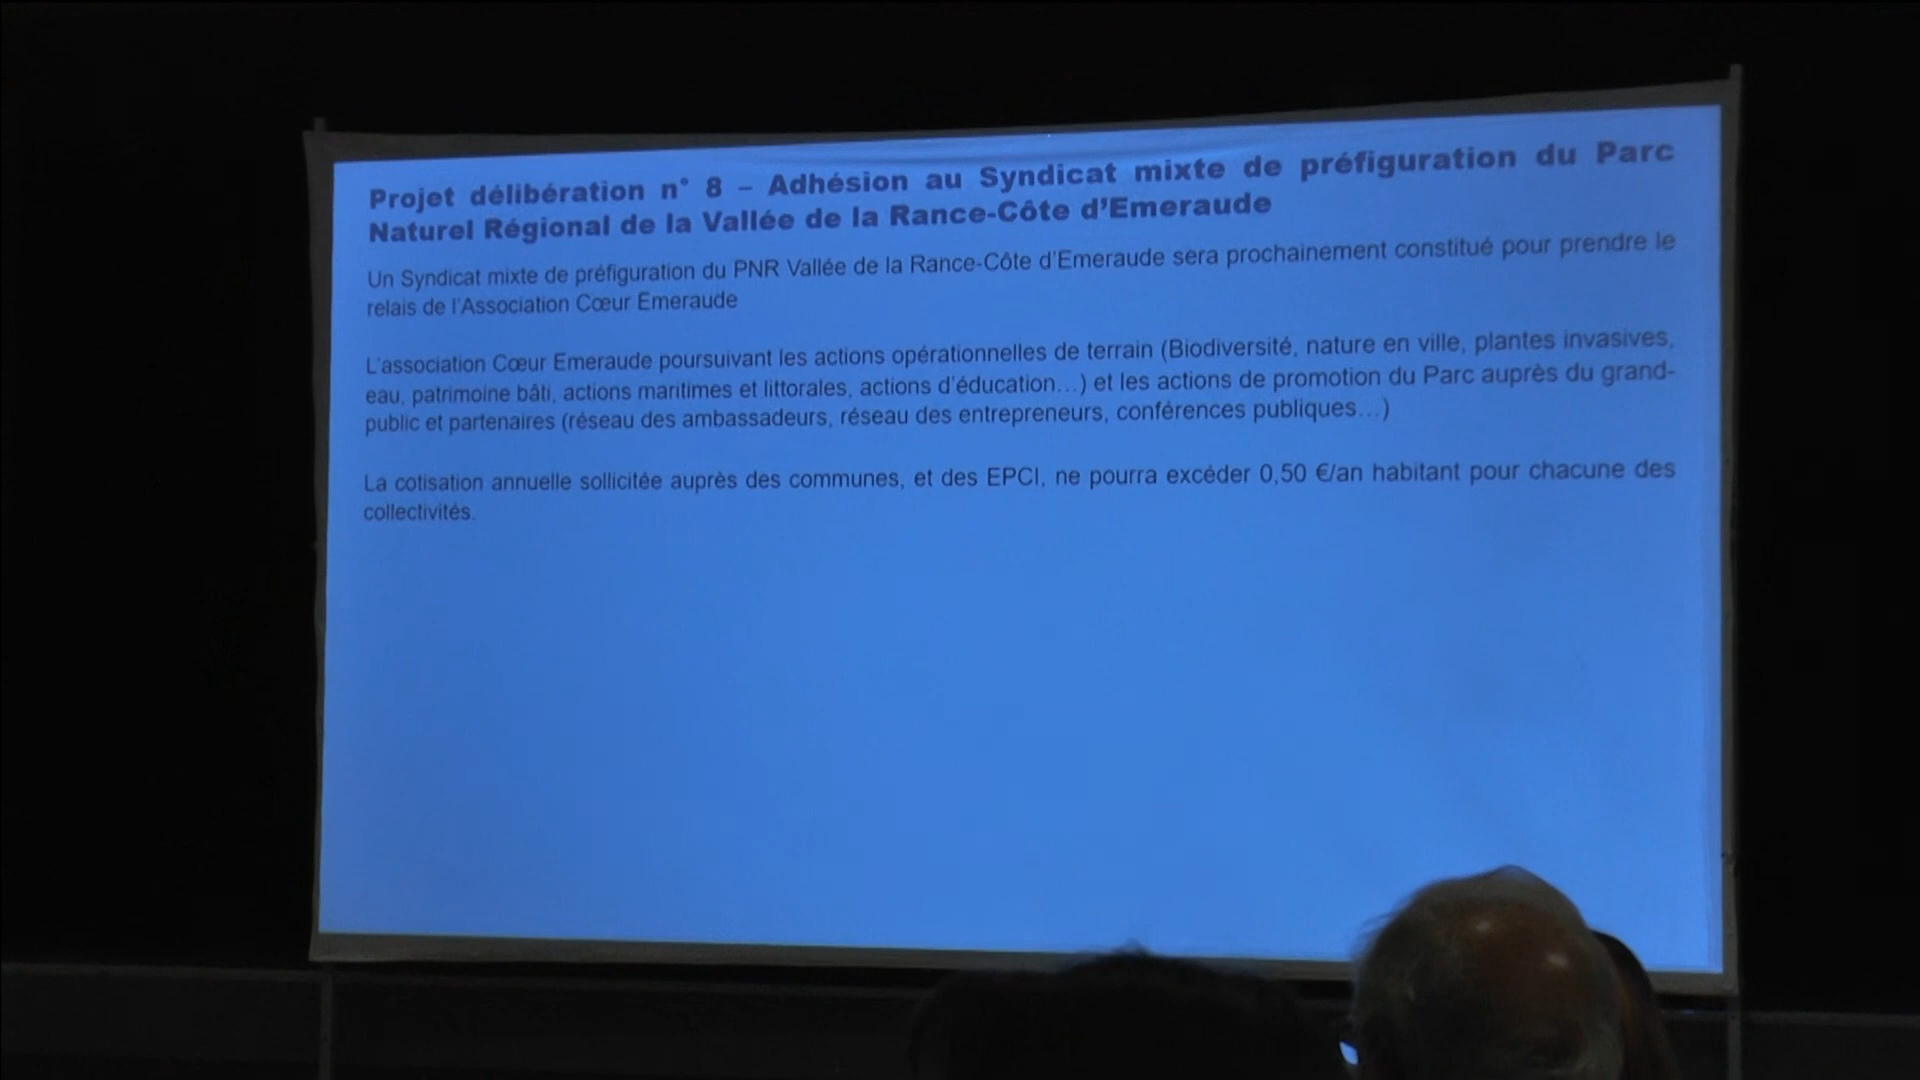 Projet délibération n° 8 – Adhésion au Syndicat mixte de préfiguration du Parc
Naturel Régional de la Vallée de la Rance-Côte d’Emeraude
Un Syndicat mixte de préfiguration du PNR Vallée de la Rance-Côte d’Emeraude sera prochainement constitué pour prendre le
relais de l’Association Cœur Emeraude
L’association Cœur Emeraude poursuivant les actions opérationnelles de terrain (Biodiversité, nature en ville, plantes invasives,
eau, patrimoine bâti, actions maritimes et littorales, actions d’éducation…) et les actions de promotion du Parc auprès du grand-
public et partenaires (réseau des ambassadeurs, réseau des entrepreneurs, conférences publiques…)
La cotisation annuelle sollicitée auprès des communes, et des EPCI, ne pourra excéder 0,50 €/an habitant pour chacune des
collectivités.